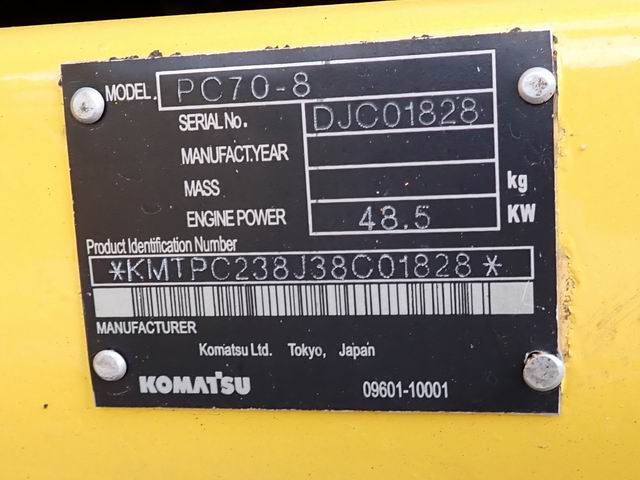 MODEL. PC70-8
SERIAL No. DJC01828
MANUFACT.YEAR
MASS kg
ENGINE POWER 48.5 KW
Product Identification Number
*KMTPC238J38C01828*
MANUFACTURER
Komatsu Ltd. Tokyo, Japan
KOMATSU 09601-10001